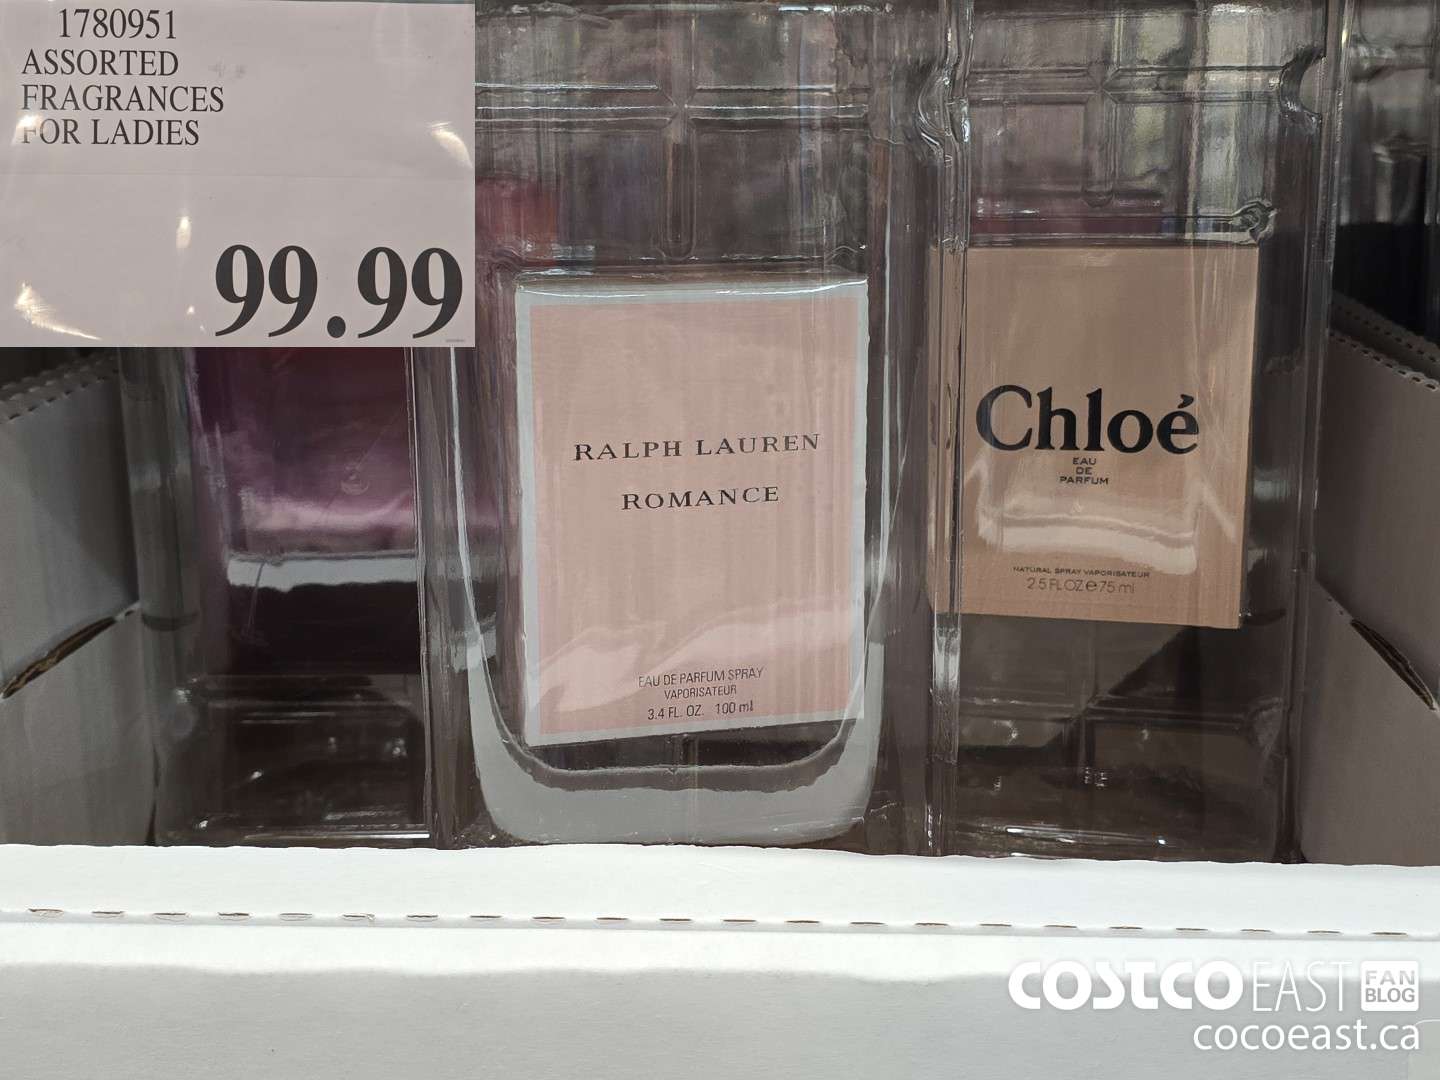 1780951
ASSORTED
FRAGRANCES
FOR LADIES
99.99
RALPH LAUREN
ROMANCE
EAU DE PARFUM SPRAY
VAPORISATEUR
3.4 FL. OZ. 100 ml
Chloé
EAU
DE
PARFUM
NATURAL SPRAY VAPORISATEUR
2.5 FL OZ e 75 ml
COSTCO EAST FAN BLOG
cocoeast.ca